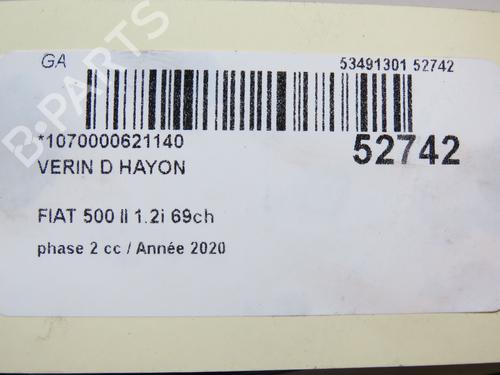 GA
53491301 52742
*1070000621140
52742
VERIN D HAYON
FIAT 500 II 1.2i 69ch
phase 2 cc / Année 2020
B-PARTS